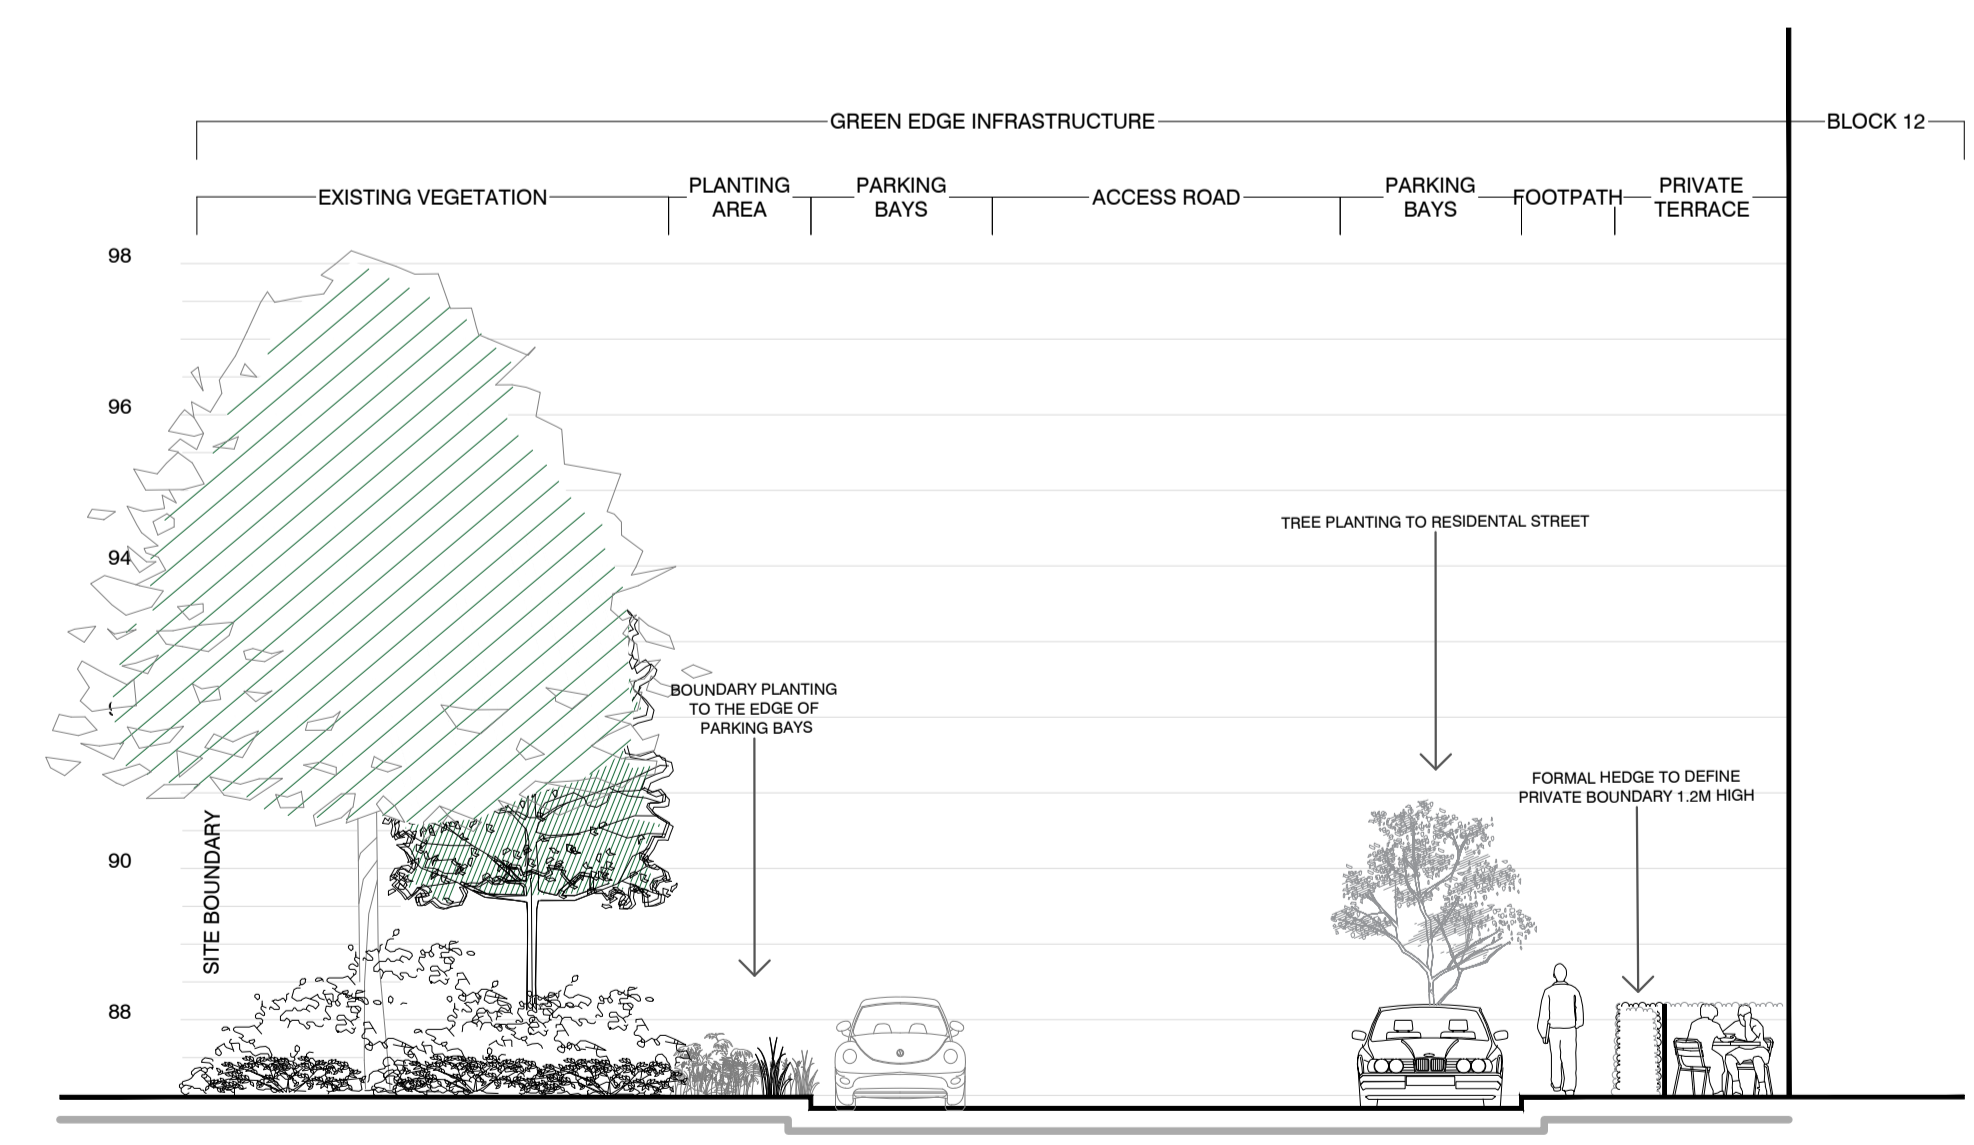 GREEN EDGE INFRASTRUCTURE
BLOCK 12
EXISTING VEGETATION
PLANTING
AREA
PARKING
BAYS
ACCESS ROAD
PARKING
BAYS
FOOTPATH
PRIVATE
TERRACE
98
96
94
90
88
TREE PLANTING TO RESIDENTAL STREET
BOUNDARY PLANTING
TO THE EDGE OF
PARKING BAYS
FORMAL HEDGE TO DEFINE
PRIVATE BOUNDARY 1.2M HIGH
SITE BOUNDARY